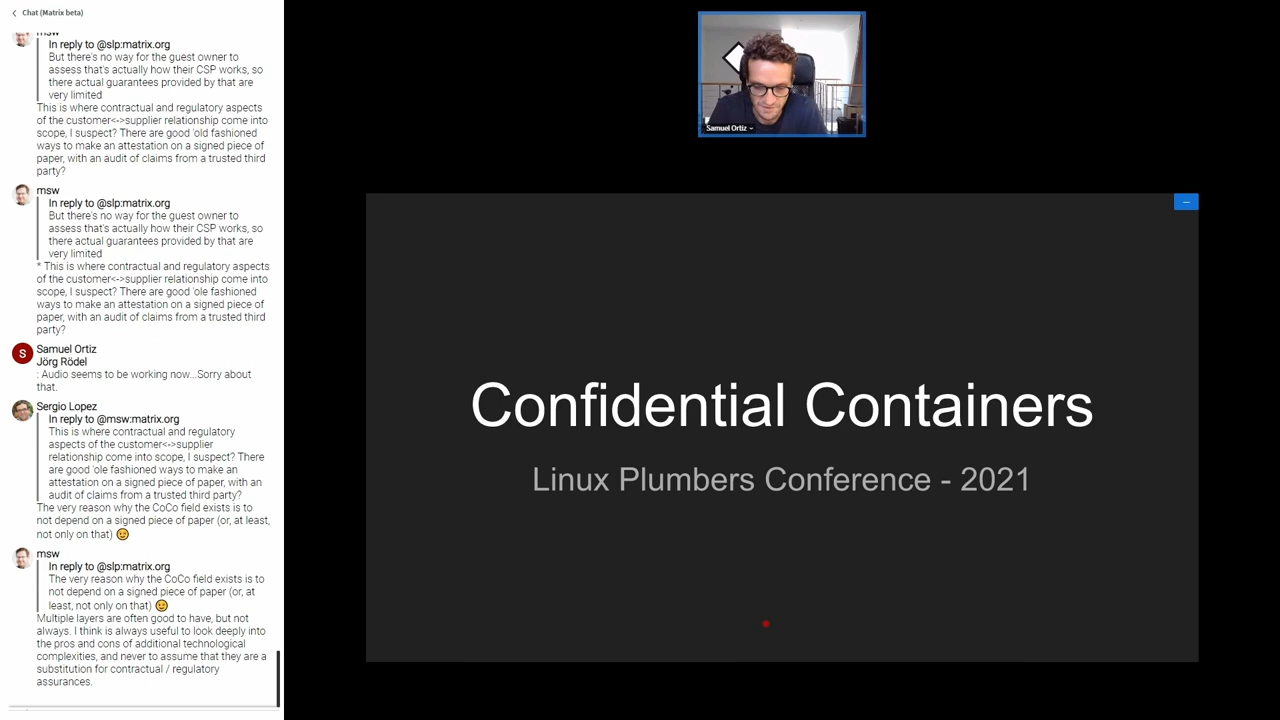 Chat (Matrix beta)
msw
In reply to @slp:matrix.org
But there's no way for the guest owner to
assess that's actually how their CSP works, so
there actual guarantees provided by that are
very limited
This is where contractual and regulatory aspects
of the customer<->supplier relationship come into
scope, I suspect? There are good 'old fashioned
ways to make an attestation on a signed piece of
paper, with an audit of claims from a trusted third
party?
msw
In reply to @slp:matrix.org
But there's no way for the guest owner to
assess that's actually how their CSP works, so
there actual guarantees provided by that are
very limited
* This is where contractual and regulatory aspects
of the customer<->supplier relationship come into
scope, I suspect? There are good 'ole fashioned
ways to make an attestation on a signed piece of
paper, with an audit of claims from a trusted third
party?
S
Samuel Ortiz
Jörg Rödel
: Audio seems to be working now...Sorry about
that.
Sergio Lopez
In reply to @msw:matrix.org
This is where contractual and regulatory
aspects of the customer<->supplier
relationship come into scope, I suspect? There
are good 'ole fashioned ways to make an
attestation on a signed piece of paper, with an
audit of claims from a trusted third party?
The very reason why the CoCo field exists is to
not depend on a signed piece of paper (or, at least,
not only on that) 😉
msw
In reply to @slp:matrix.org
The very reason why the CoCo field exists is to
not depend on a signed piece of paper (or, at
least, not only on that) 😉
Multiple layers are often good to have, but not
always. I think is always useful to look deeply into
the pros and cons of additional technological
complexities, and never to assume that they are a
substitution for contractual / regulatory
assurances.
Samuel Ortiz
Confidential Containers
Linux Plumbers Conference - 2021